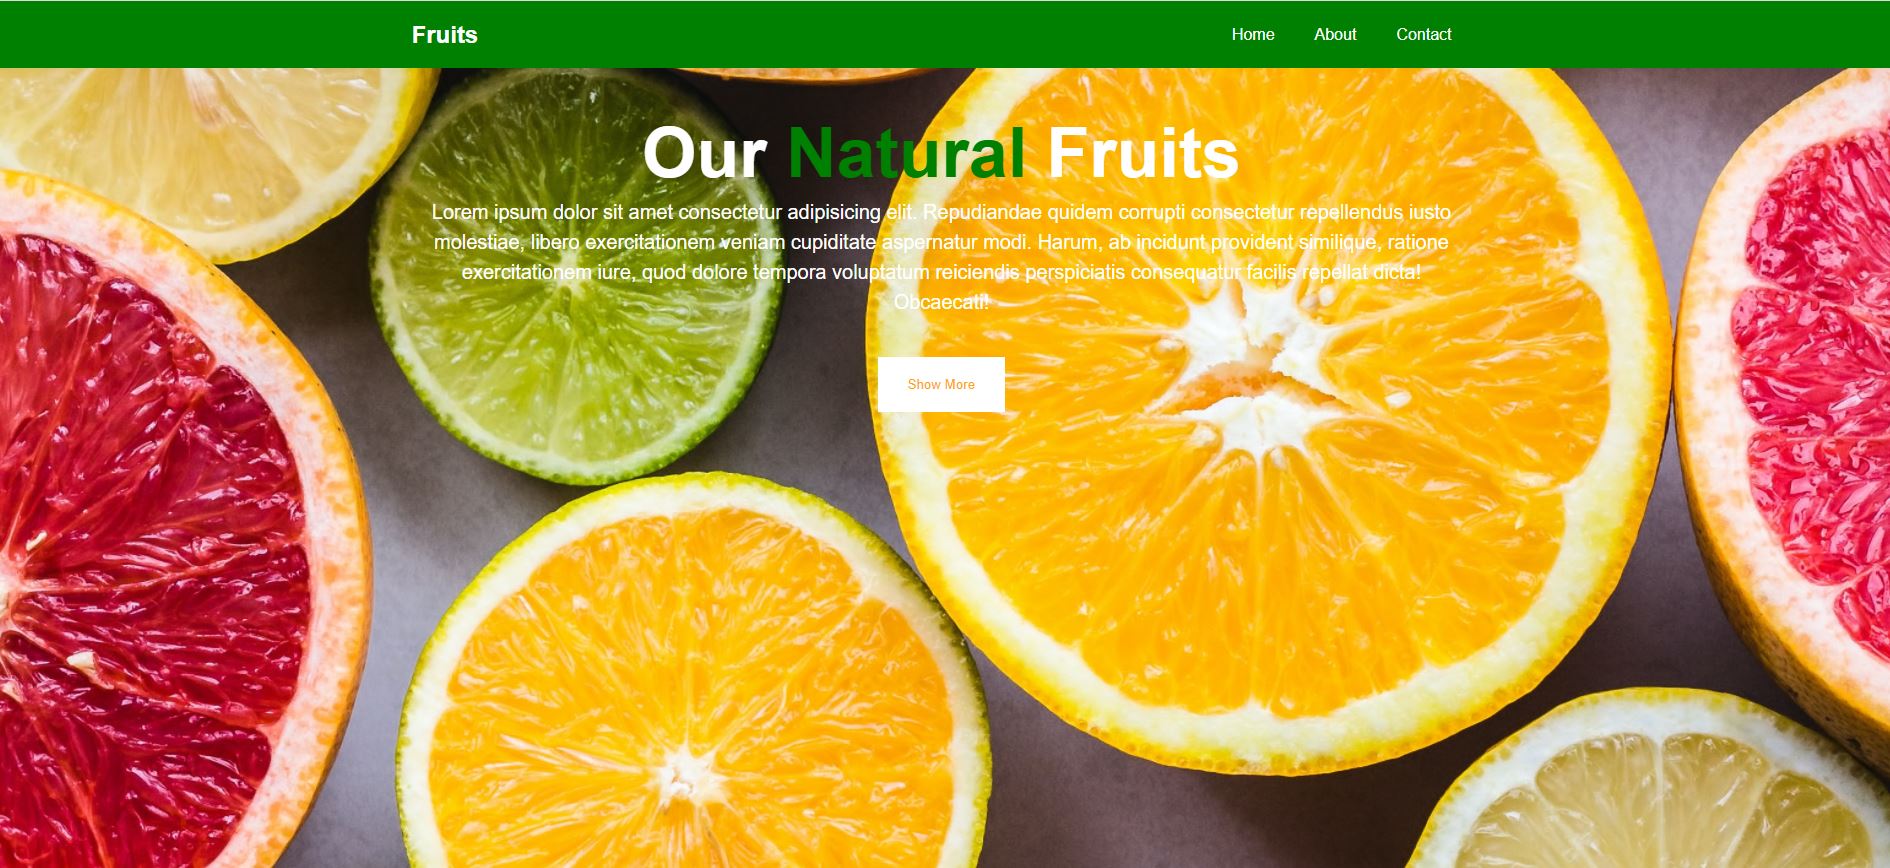 Fruits
Home About Contact
Our Natural Fruits
Lorem ipsum dolor sit amet consectetur adipisicing elit. Repudiandae quidem corrupti consectetur repellendus iusto
molestiae, libero exercitationem veniam cupiditate aspernatur modi. Harum, ab incidunt provident similique, ratione
exercitationem iure, quod dolore tempora voluptatum reiciendis perspiciatis consequatur facilis repellat dicta!
Obcaecati!
Show More